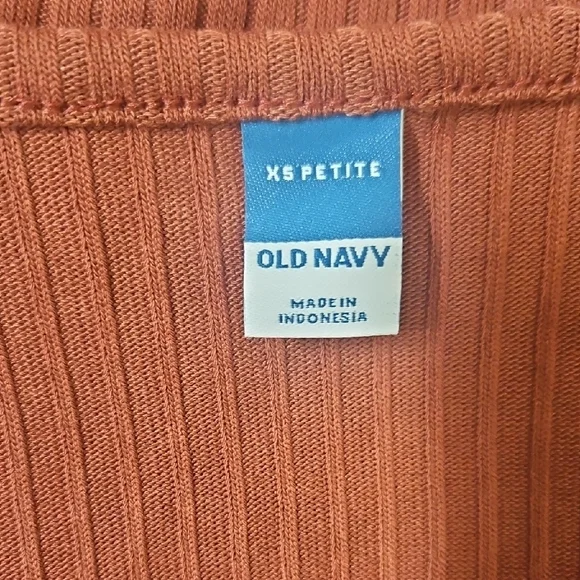 XS PETITE
OLD NAVY
MADE IN
INDONESIA